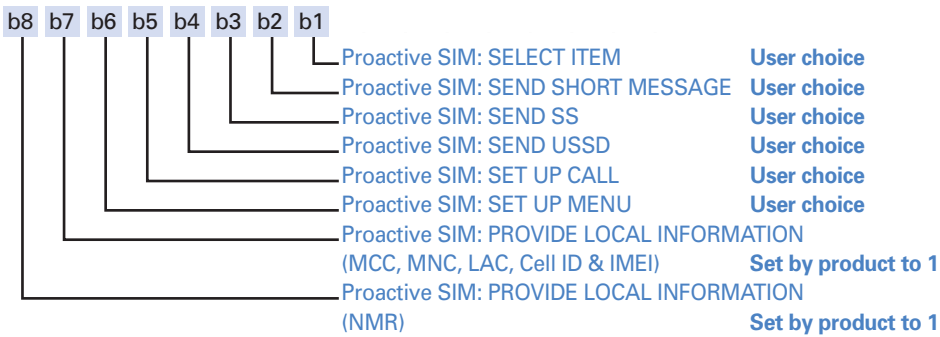 b8 b7 b6 b5 b4 b3 b2 b1
Proactive SIM: SELECT ITEM User choice
Proactive SIM: SEND SHORT MESSAGE User choice
Proactive SIM: SEND SS User choice
Proactive SIM: SEND USSD User choice
Proactive SIM: SET UP CALL User choice
Proactive SIM: SET UP MENU User choice
Proactive SIM: PROVIDE LOCAL INFORMATION
(MCC, MNC, LAC, Cell ID & IMEI) Set by product to 1
Proactive SIM: PROVIDE LOCAL INFORMATION
(NMR) Set by product to 1